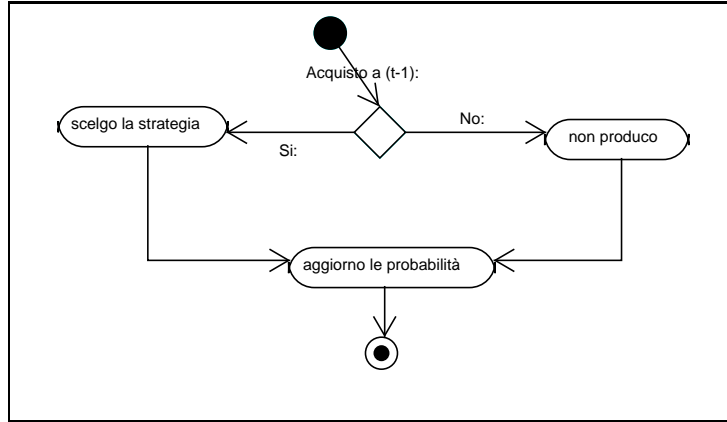 Acquisto a (t-1):
scelgo la strategia
No:
non produco
Si:
aggiorno le probabilità